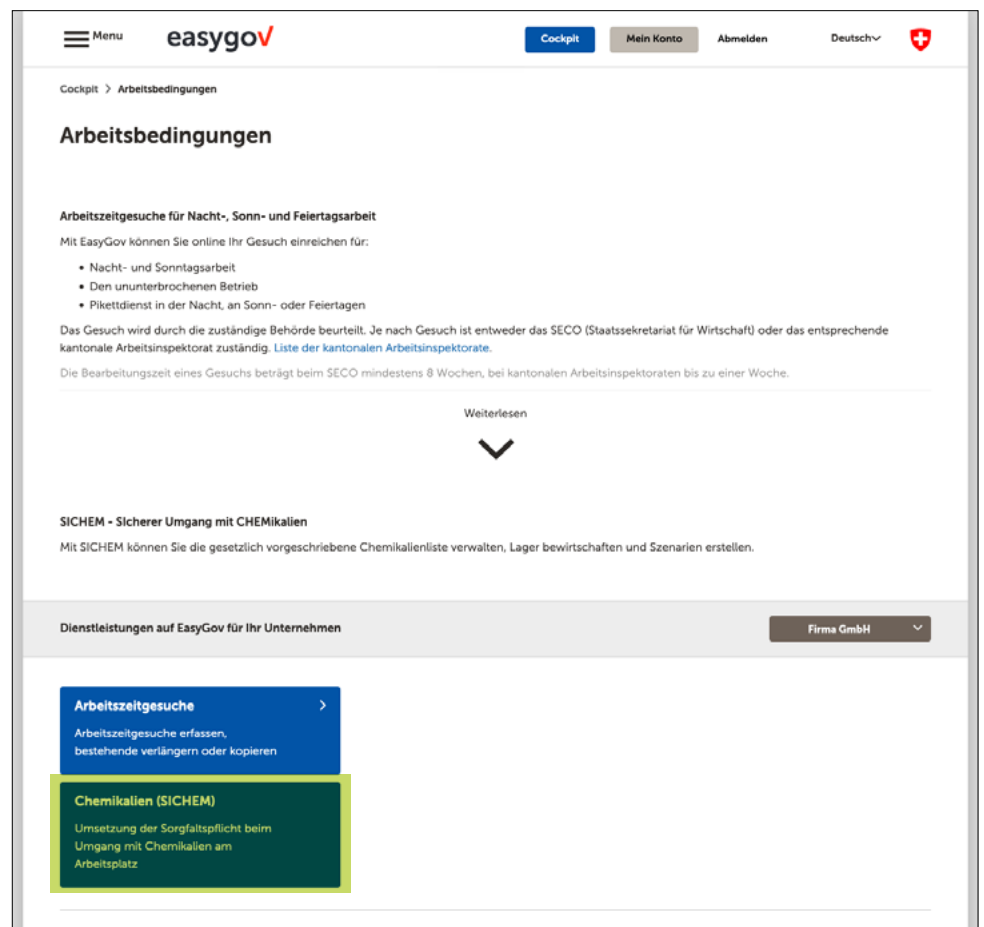 Menu
easygov
Cockpit
Mein Konto
Abmelden
Deutsch
Cockpit > Arbeitsbedingungen
Arbeitsbedingungen
Arbeitszeitgesuche für Nacht-, Sonn- und Feiertagsarbeit
Mit EasyGov können Sie online Ihr Gesuch einreichen für:
• Nacht- und Sonntagsarbeit
• Den ununterbrochenen Betrieb
• Pikettdienst in der Nacht, an Sonn- oder Feiertagen
Das Gesuch wird durch die zuständige Behörde beurteilt. Je nach Gesuch ist entweder das SECO (Staatssekretariat für Wirtschaft) oder das entsprechende
kantonale Arbeitsinspektorat zuständig. Liste der kantonalen Arbeitsinspektorate.
Die Bearbeitungszeit eines Gesuchs beträgt beim SECO mindestens 8 Wochen, bei kantonalen Arbeitsinspektoraten bis zu einer Woche.
Weiterlesen
SICHEM - SIcherer Umgang mit CHEMikalien
Mit SICHEM können Sie die gesetzlich vorgeschriebene Chemikalienliste verwalten, Lager bewirtschaften und Szenarien erstellen.
Dienstleistungen auf EasyGov für Ihr Unternehmen
Firma GmbH
Arbeitszeitgesuche
Arbeitszeitgesuche erfassen,
bestehende verlängern oder kopieren
Chemikalien (SICHEM)
Umsetzung der Sorgfaltspflicht beim
Umgang mit Chemikalien am
Arbeitsplatz